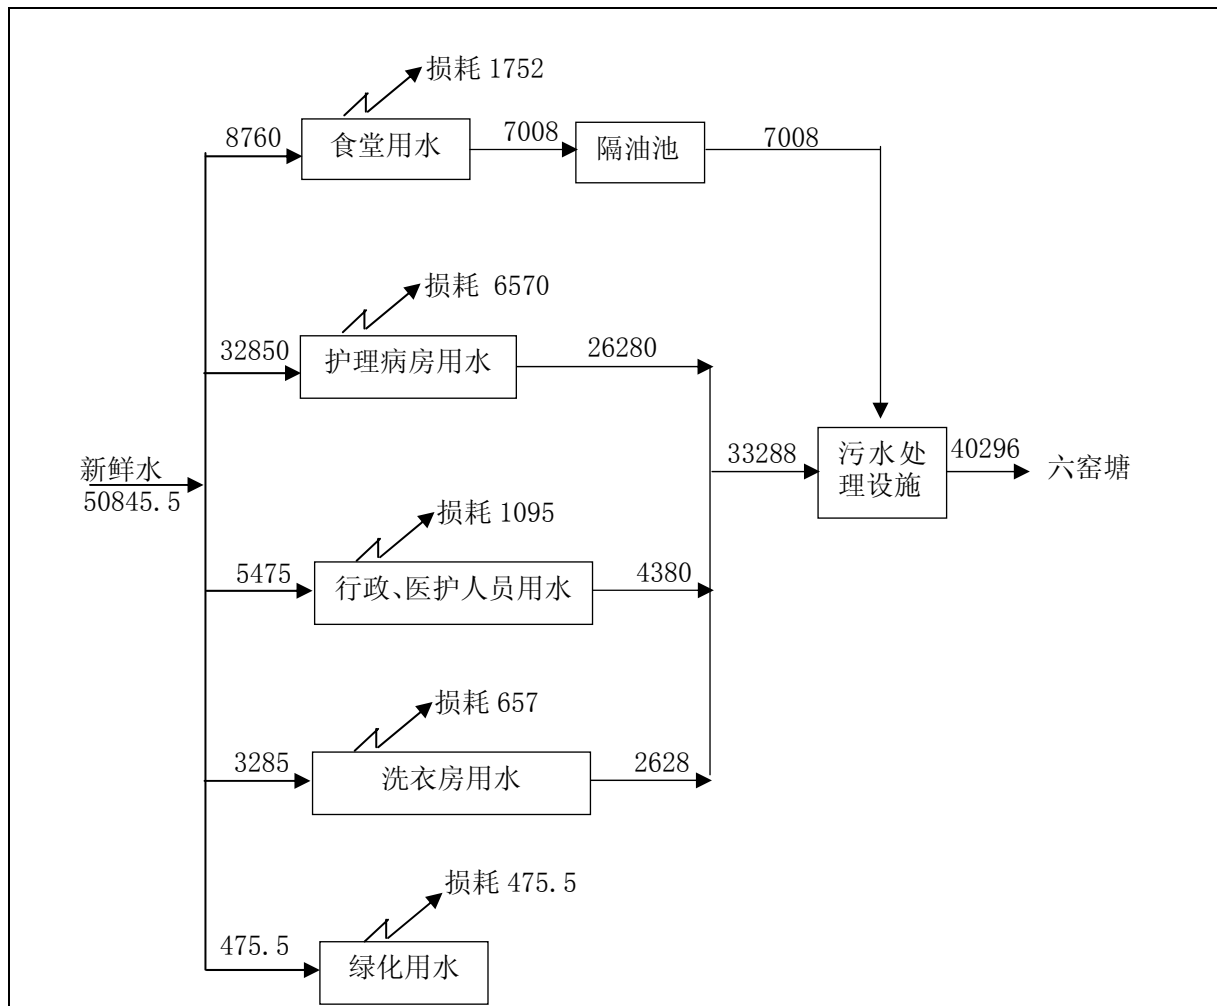 损耗 1752
8760
食堂用水
7008
隔油池
7008
损耗 6570
32850
护理病房用水
26280
新鲜水
50845.5
33288
污水处
理设施
40296
六窑塘
损耗 1095
5475
行政、医护人员用水
4380
损耗 657
3285
洗衣房用水
2628
损耗 475.5
475.5
绿化用水